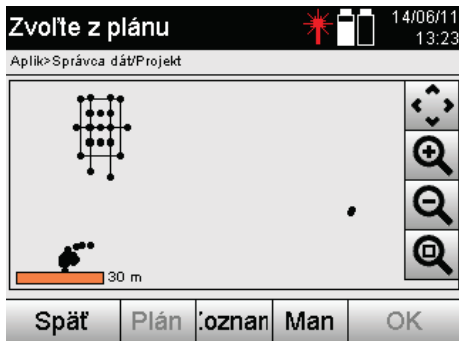 Zvoľte z plánu
14/06/11
13:23
Aplik>Správca dát/Projekt
30 m
Späť Plán :oznan Man OK